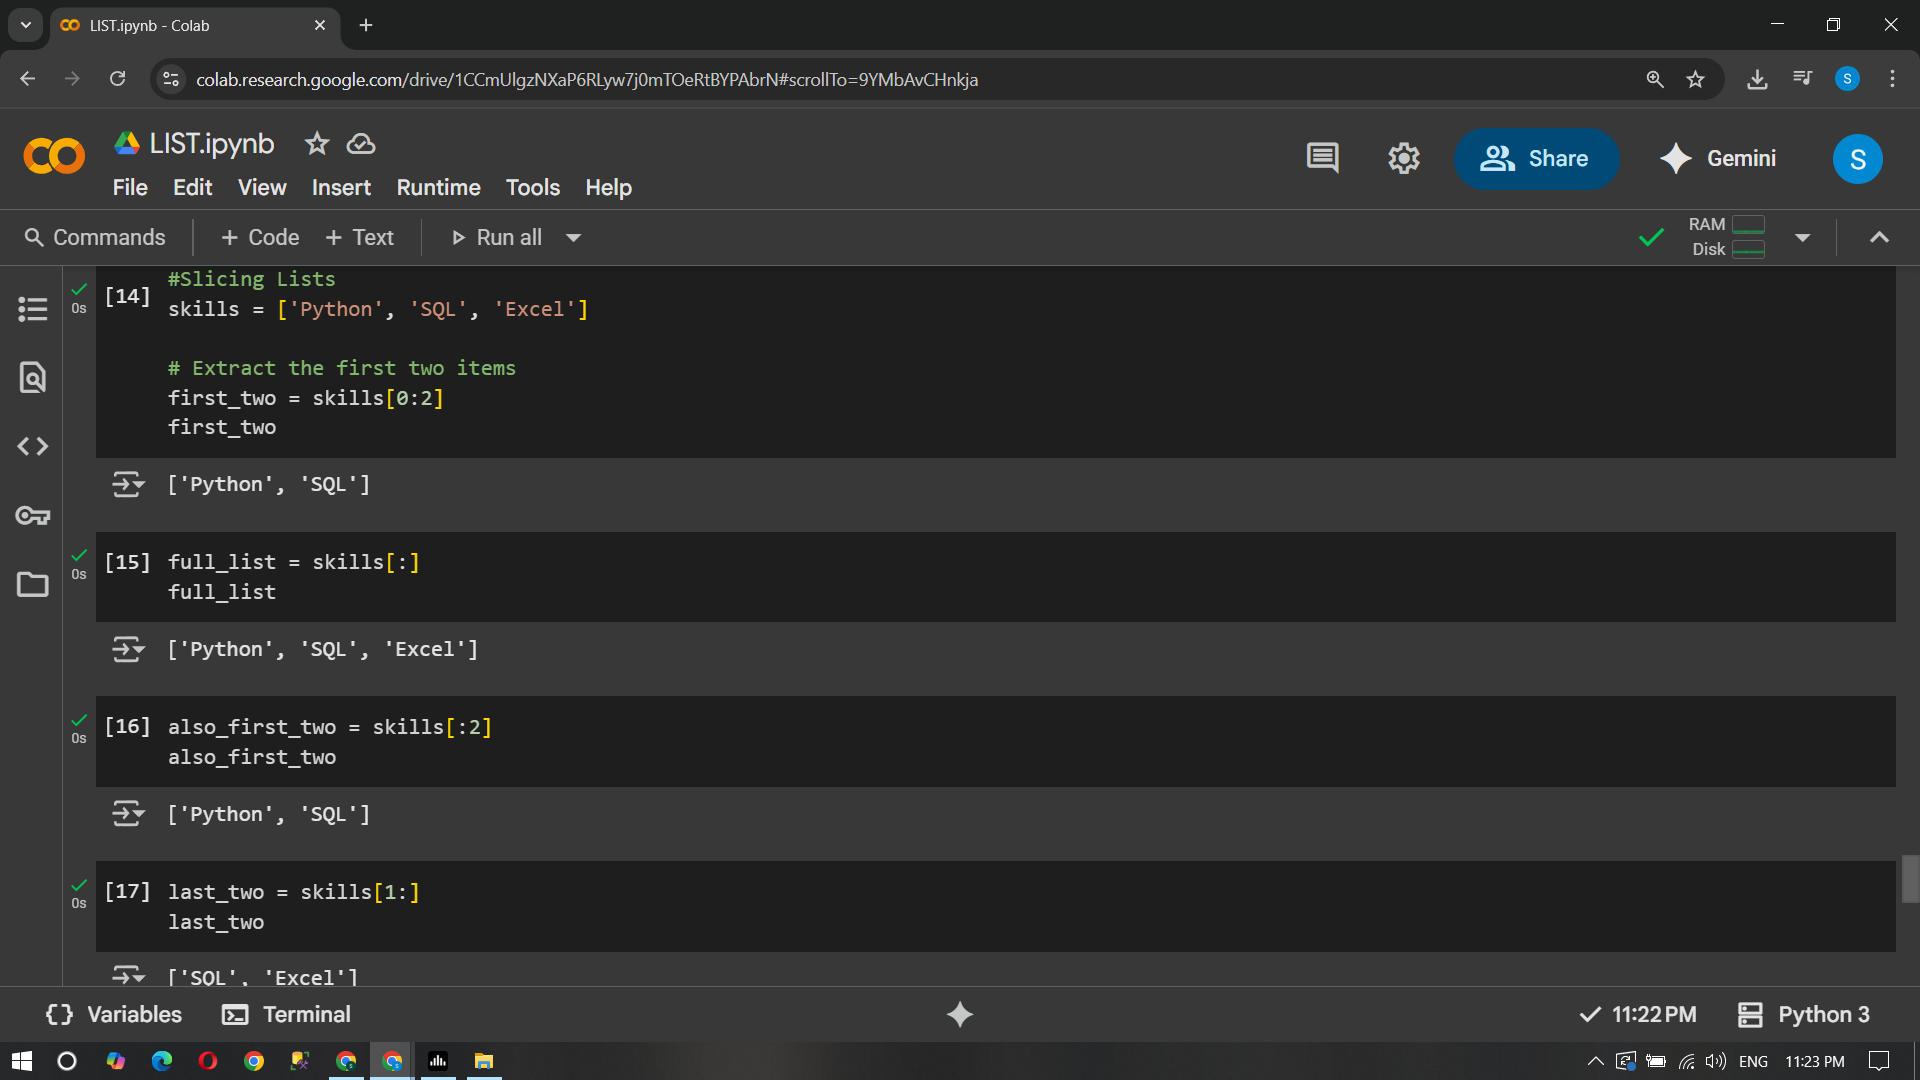 LIST.ipynb - Colab
colab.research.google.com/drive/1CCmUlgzNXaP6RLyw7j0mTOeRtBYPAbrN#scrollTo=9YMbAvCHnkja
S
LIST.ipynb
File Edit View Insert Runtime Tools Help
Share
Gemini
S
Commands + Code + Text Run all
RAM
Disk
0s
[14]
#Slicing Lists
skills = ['Python', 'SQL', 'Excel']
# Extract the first two items
first_two = skills[0:2]
first_two
['Python', 'SQL']
0s
[15] full_list = skills[:]
full_list
['Python', 'SQL', 'Excel']
0s
[16] also_first_two = skills[:2]
also_first_two
['Python', 'SQL']
0s
[17] last_two = skills[1:]
last_two
['SQL', 'Excel']
{} Variables Terminal
11:22 PM Python 3
ENG 11:23 PM